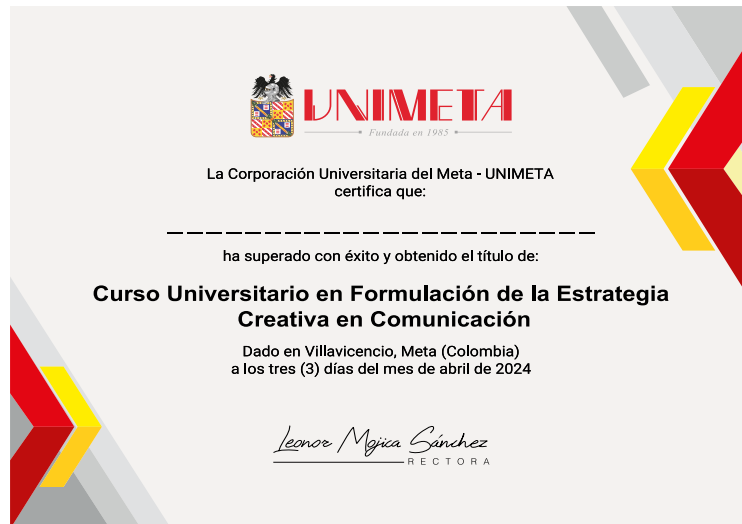 UNIMETA
Fundada en 1985
La Corporación Universitaria del Meta - UNIMETA
certifica que:
ha superado con éxito y obtenido el título de:
Curso Universitario en Formulación de la Estrategia
Creativa en Comunicación
Dado en Villavicencio, Meta (Colombia)
a los tres (3) días del mes de abril de 2024
Leonor Mojica Sánchez
RECTORA